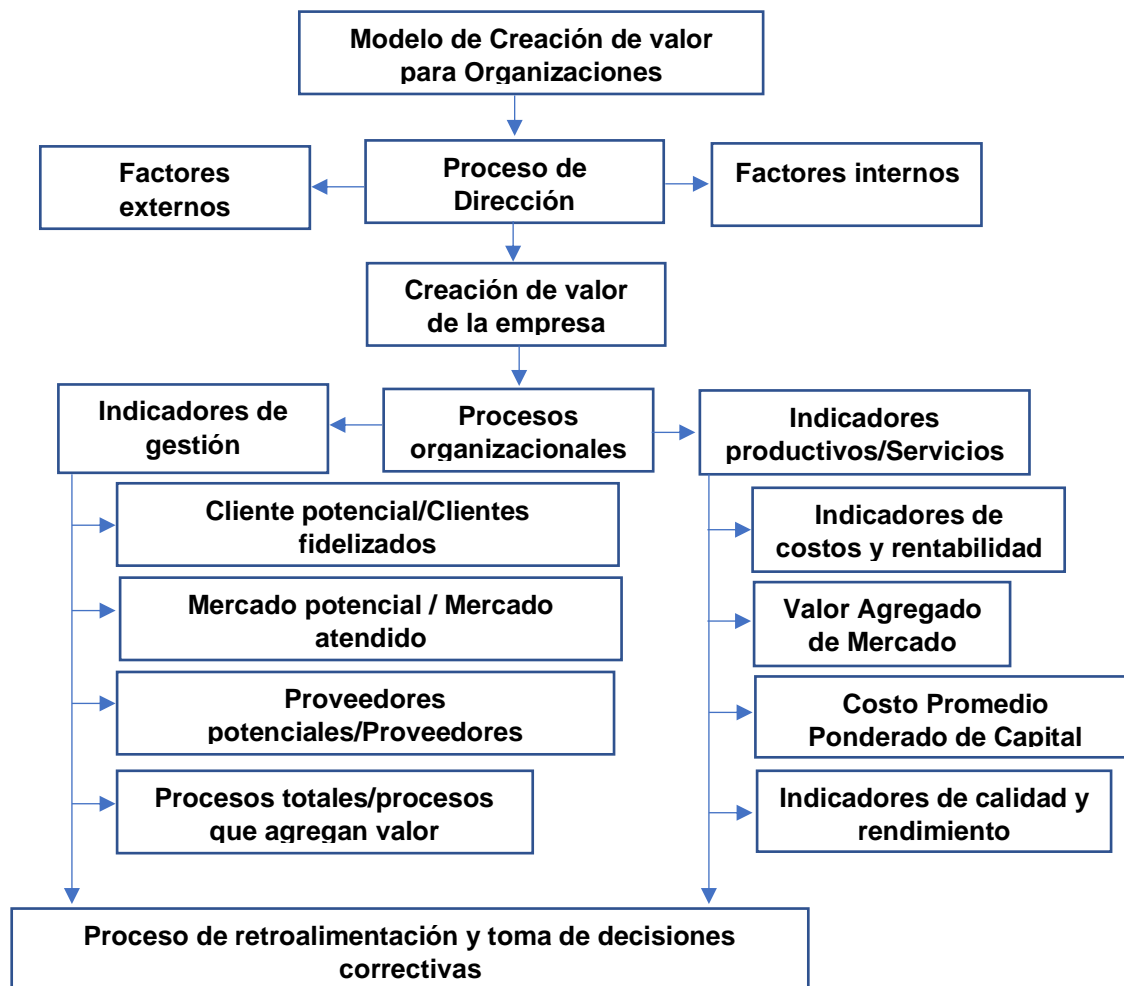 Modelo de Creación de valor
para Organizaciones
Factores
externos
Proceso de
Dirección
Factores internos
Creación de valor
de la empresa
Indicadores de
gestión
Procesos
organizacionales
Indicadores
productivos/Servicios
Cliente potencial/Clientes
fidelizados
Mercado potencial / Mercado
atendido
Proveedores
potenciales/Proveedores
Procesos totales/procesos
que agregan valor
Indicadores de
costos y rentabilidad
Valor Agregado
de Mercado
Costo Promedio
Ponderado de Capital
Indicadores de calidad y
rendimiento
Proceso de retroalimentación y toma de decisiones
correctivas